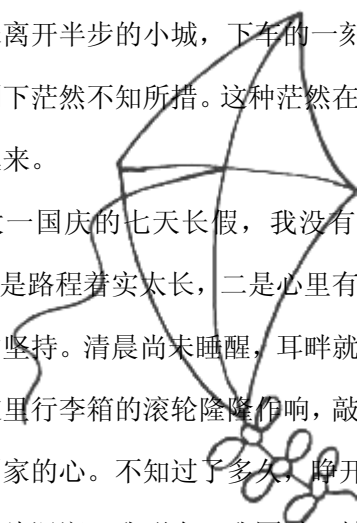 离开半步的小城，下车的一刻
下茫然不知所措。这种茫然在
来。
一国庆的七天长假，我没有
是路程着实太长，二是心里有
坚持。清晨尚未睡醒，耳畔就
里行李箱的滚轮隆隆作响，敲
家的心。不知过了多久，睁开